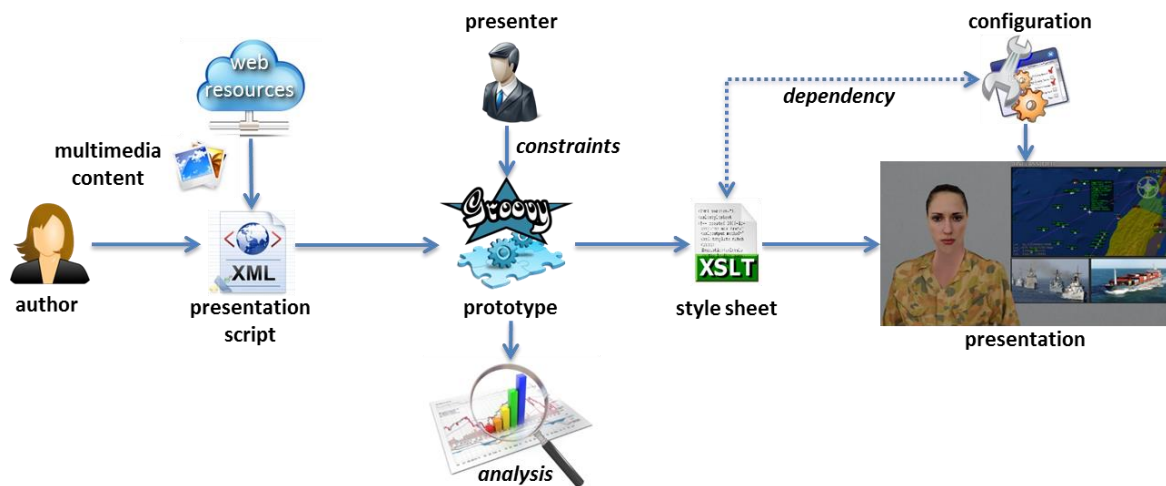 presenter
configuration
web
resources
dependency
multimedia
content
constraints
Groovy
XML
XSLT
author
presentation
script
prototype
style sheet
presentation
analysis